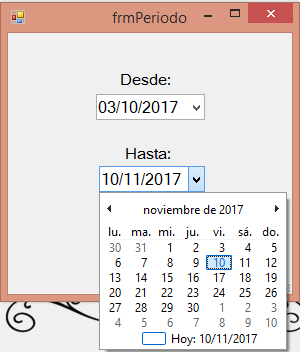 frmPeriodo
Desde:
03/10/2017
Hasta:
10/11/2017
noviembre de 2017
lu. ma. mi. ju. vi. sá. do.
30 31 1 2 3 4 5
6 7 8 9 10 11 12
13 14 15 16 17 18 19
20 21 22 23 24 25 26
27 28 29 30 1 2 3
4 5 6 7 8 9 10
Hoy: 10/11/2017